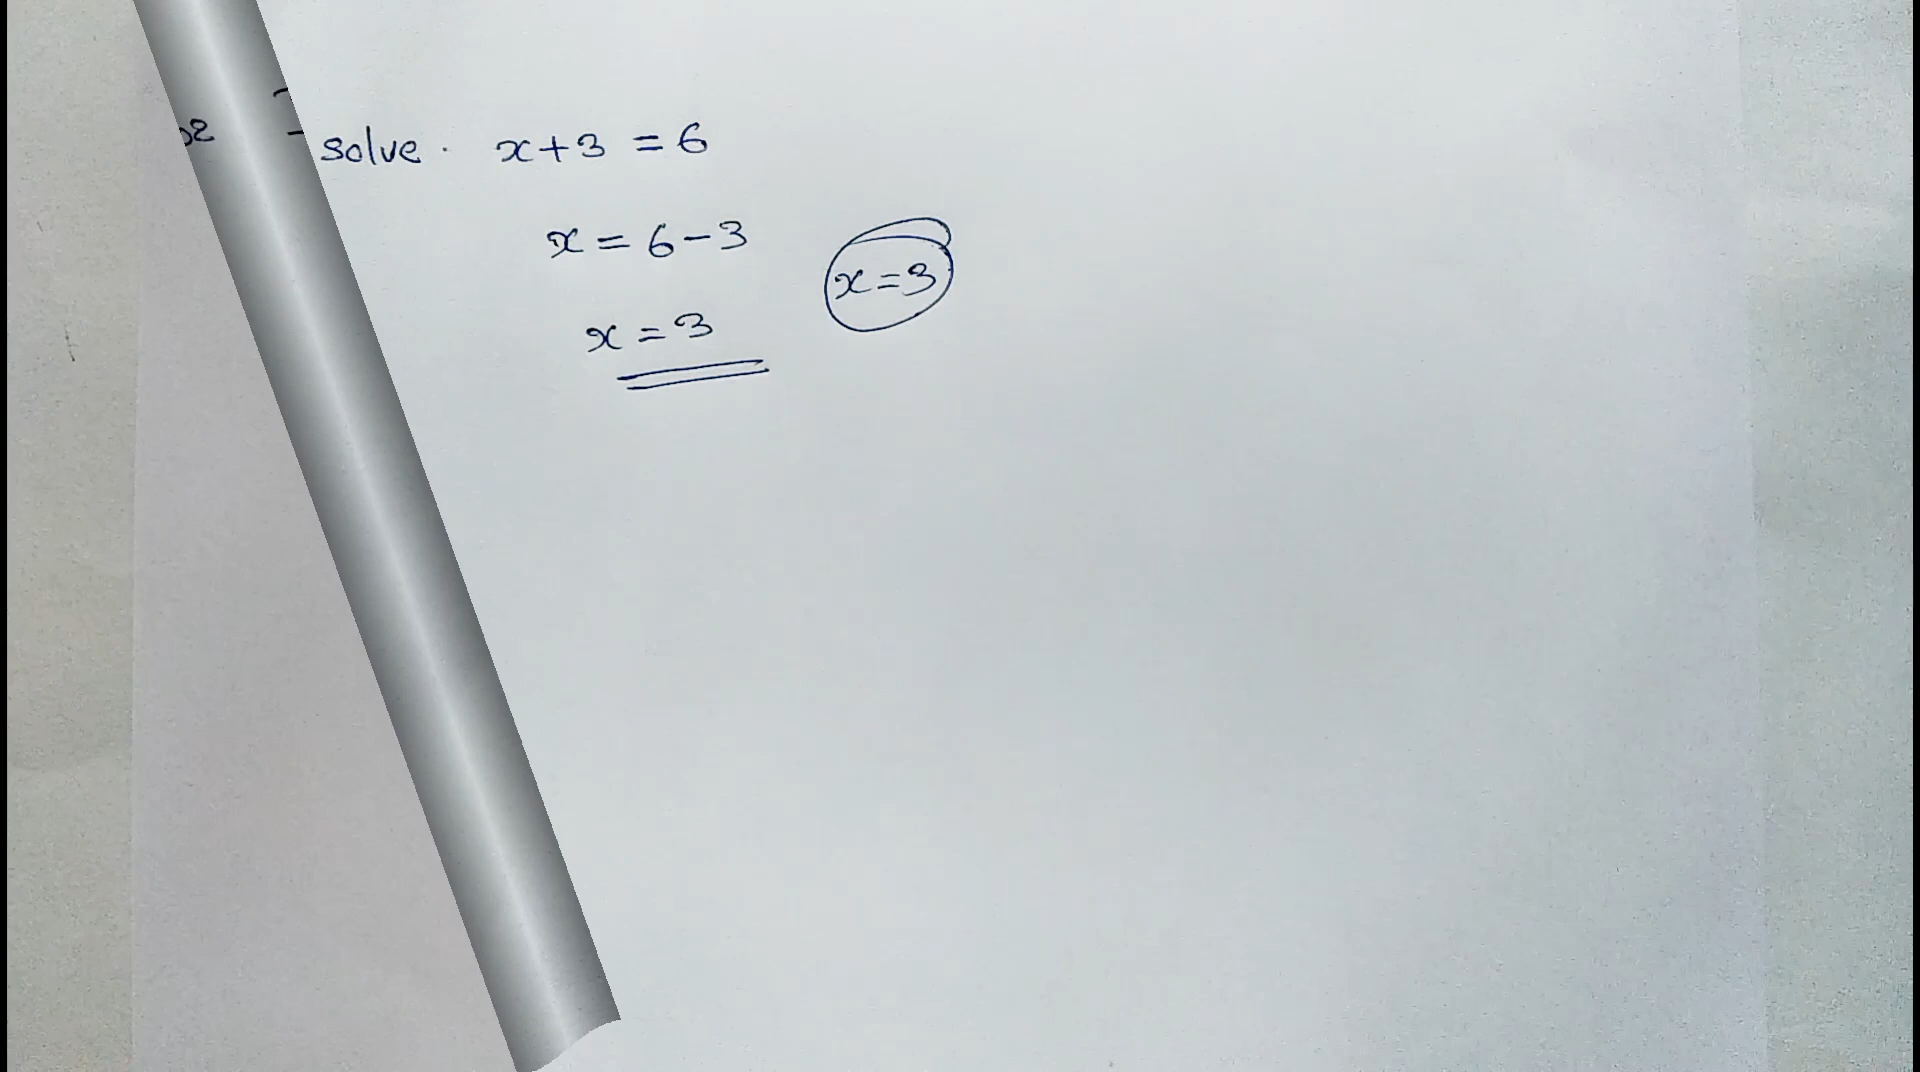 solve. x+3 = 6
x = 6-3
x = 3
x=3